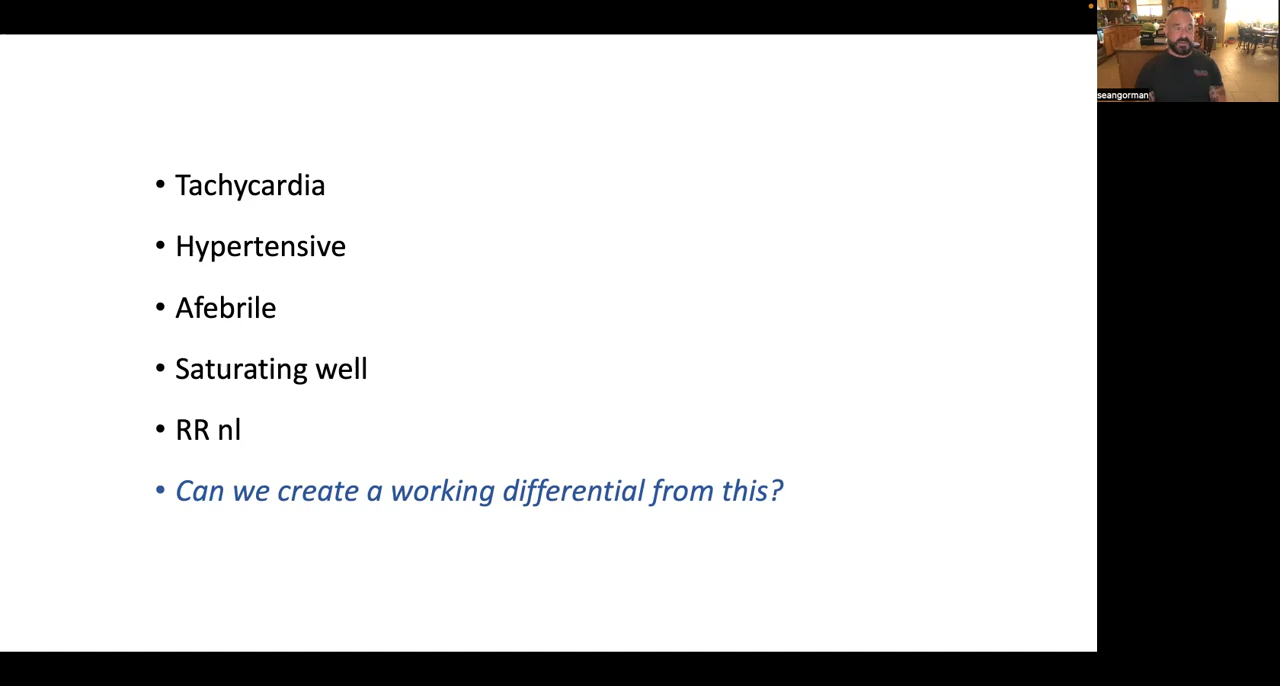 • Tachycardia
• Hypertensive
• Afebrile
• Saturating well
• RR nl
• Can we create a working differential from this?
seangorman